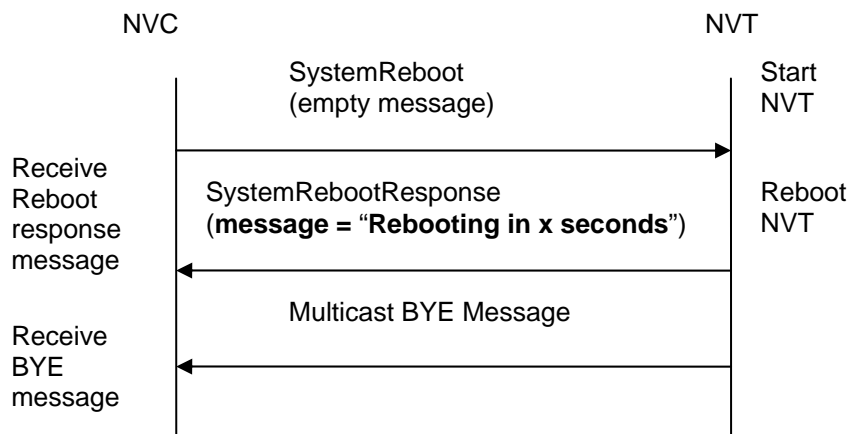 NVC
NVT
SystemReboot
(empty message)
Start
NVT
Receive
Reboot
response
message
SystemRebootResponse
(message = “Rebooting in x seconds”)
Reboot
NVT
Multicast BYE Message
Receive
BYE
message